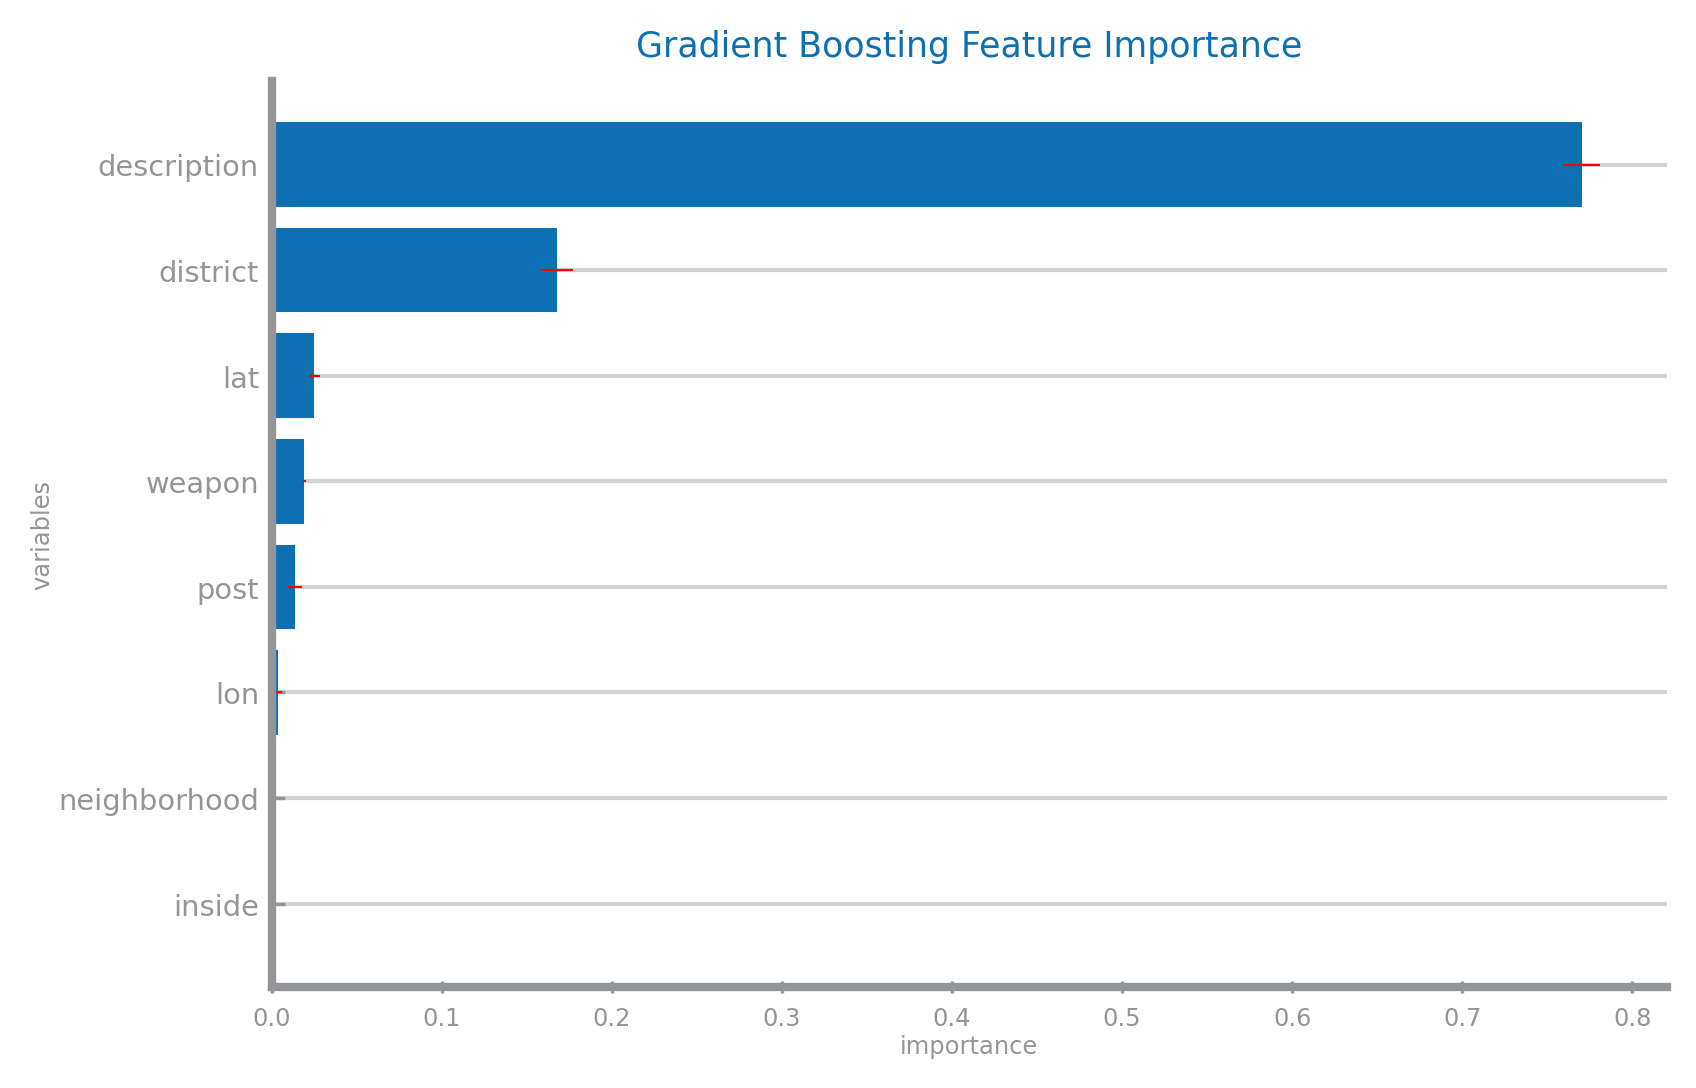 Gradient Boosting Feature Importance
description
district
lat
weapon
post
lon
neighborhood
inside
variables
0.0 0.1 0.2 0.3 0.4 0.5 0.6 0.7 0.8
importance